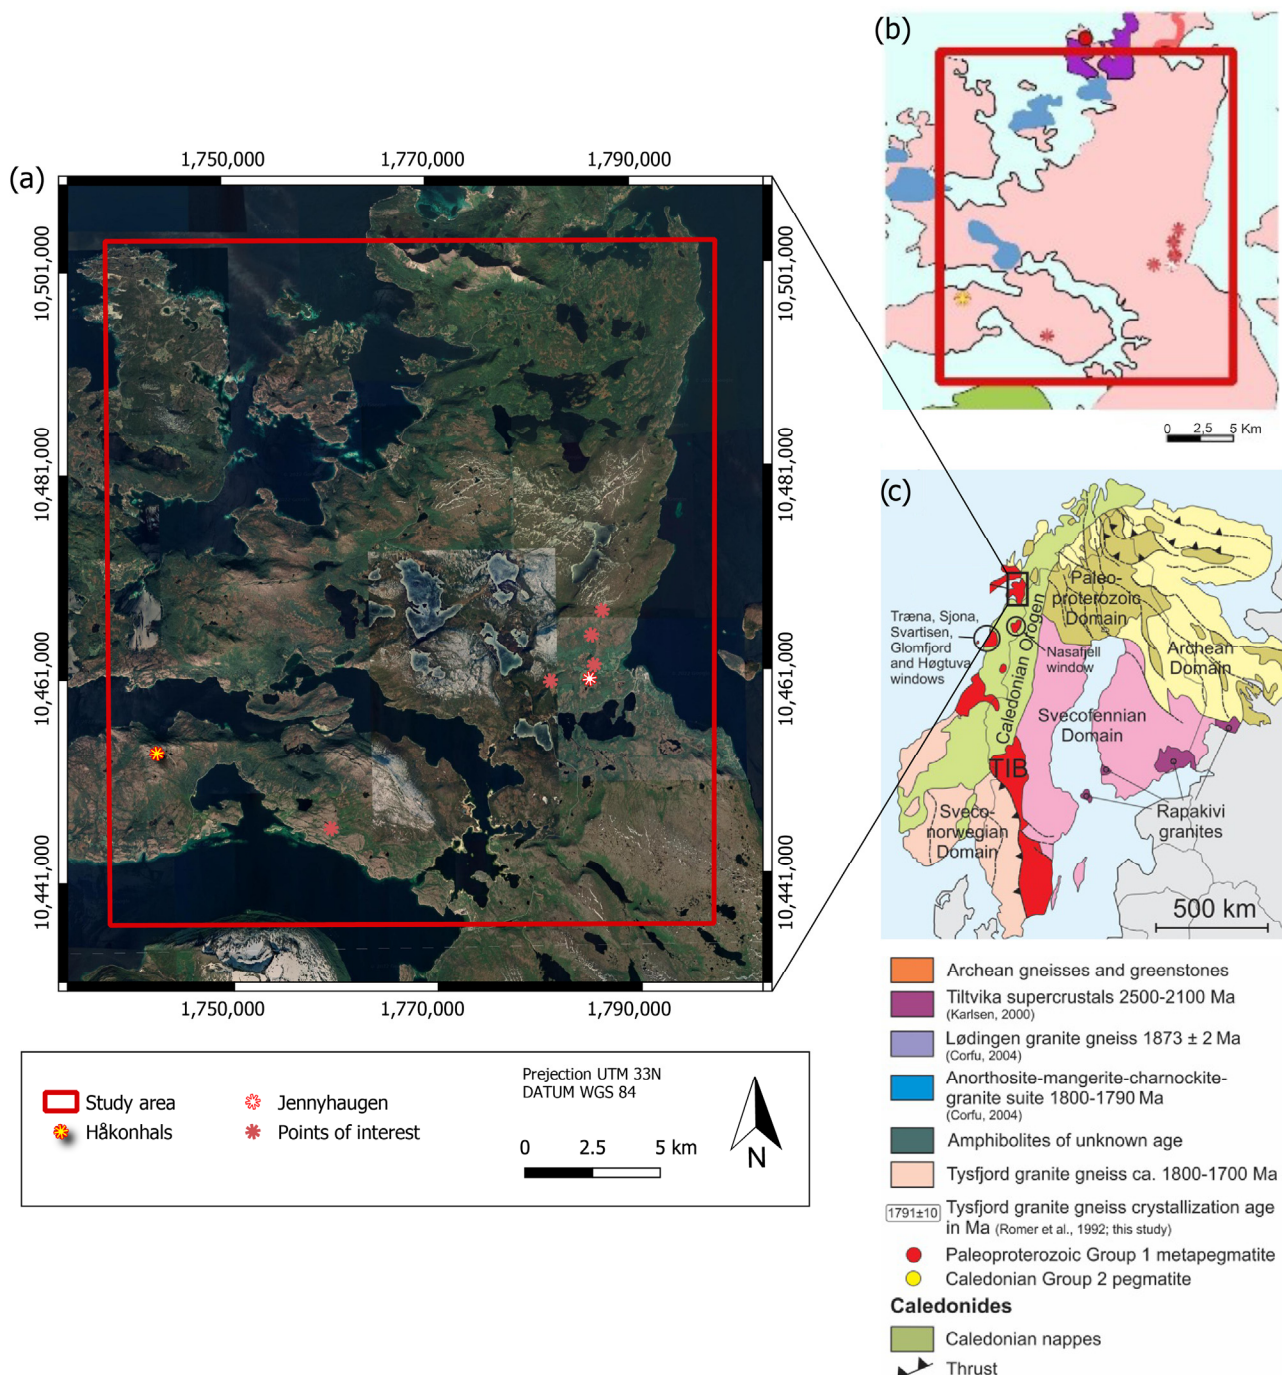 (a)
1,750,000
1,770,000
1,790,000
10,501,000
10,481,000
10,461,000
10,441,000
10,501,000
10,481,000
10,461,000
10,441,000
1,750,000
1,770,000
1,790,000
Study area
Håkonhals
Jennyhaugen
Points of interest
Prejection UTM 33N
DATUM WGS 84
0 2.5 5 km
N
(b)
0 2,5 5 Km
(c)
Træna, Sjona,
Svartisen,
Glomfjord
and Høgtuva
windows
Nasafjell
window
Caledonian Orogen
Paleo-
proterozoic
Domain
Archean
Domain
Svecofennian
Domain
TIB
Sveco-
norwegian
Domain
Rapakivi
granites
500 km
Archean gneisses and greenstones
Tiltvika supercrustals 2500-2100 Ma
(Karlsen, 2000)
Lødingen granite gneiss 1873 ± 2 Ma
(Corfu, 2004)
Anorthosite-mangerite-charnockite-
granite suite 1800-1790 Ma
(Corfu, 2004)
Amphibolites of unknown age
Tysfjord granite gneiss ca. 1800-1700 Ma
1791±10 Tysfjord granite gneiss crystallization age
in Ma (Romer et al., 1992; this study)
Paleoproterozoic Group 1 metapegmatite
Caledonian Group 2 pegmatite
Caledonides
Caledonian nappes
Thrust